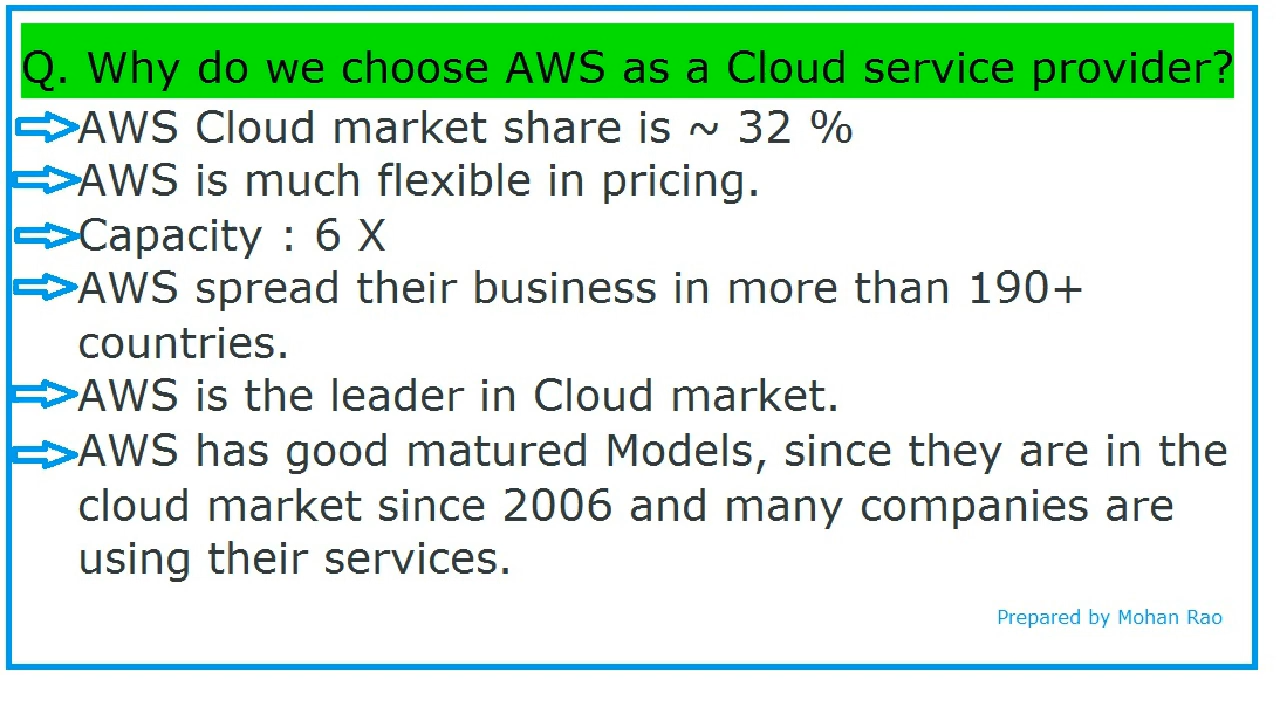 Q. Why do we choose AWS as a Cloud service provider?
AWS Cloud market share is ~ 32 %
AWS is much flexible in pricing.
Capacity : 6 X
AWS spread their business in more than 190+
countries.
AWS is the leader in Cloud market.
AWS has good matured Models, since they are in the
cloud market since 2006 and many companies are
using their services.
Prepared by Mohan Rao